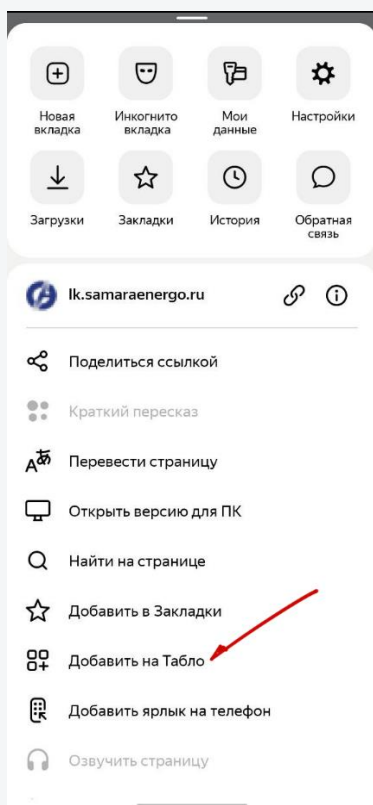 Новая вкладка
Инкогнито вкладка
Мои данные
Настройки
Загрузки
Закладки
История
Обратная связь
lk.samaraenergo.ru
Поделиться ссылкой
Краткий пересказ
Перевести страницу
Открыть версию для ПК
Найти на странице
Добавить в Закладки
Добавить на Табло
Добавить ярлык на телефон
Озвучить страницу